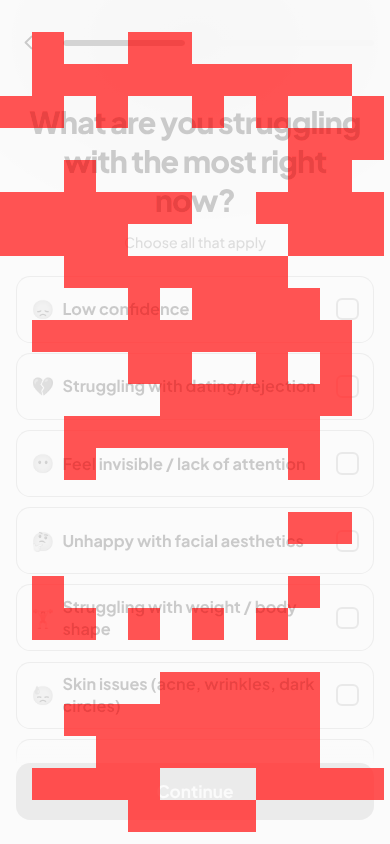 What are you struggling
with the most right
now?
Choose all that apply
Low confidence
Struggling with dating/rejection
Feel invisible / lack of attention
Unhappy with facial aesthetics
Struggling with weight / body
shape
Skin issues (acne, wrinkles, dark
circles)
Continue